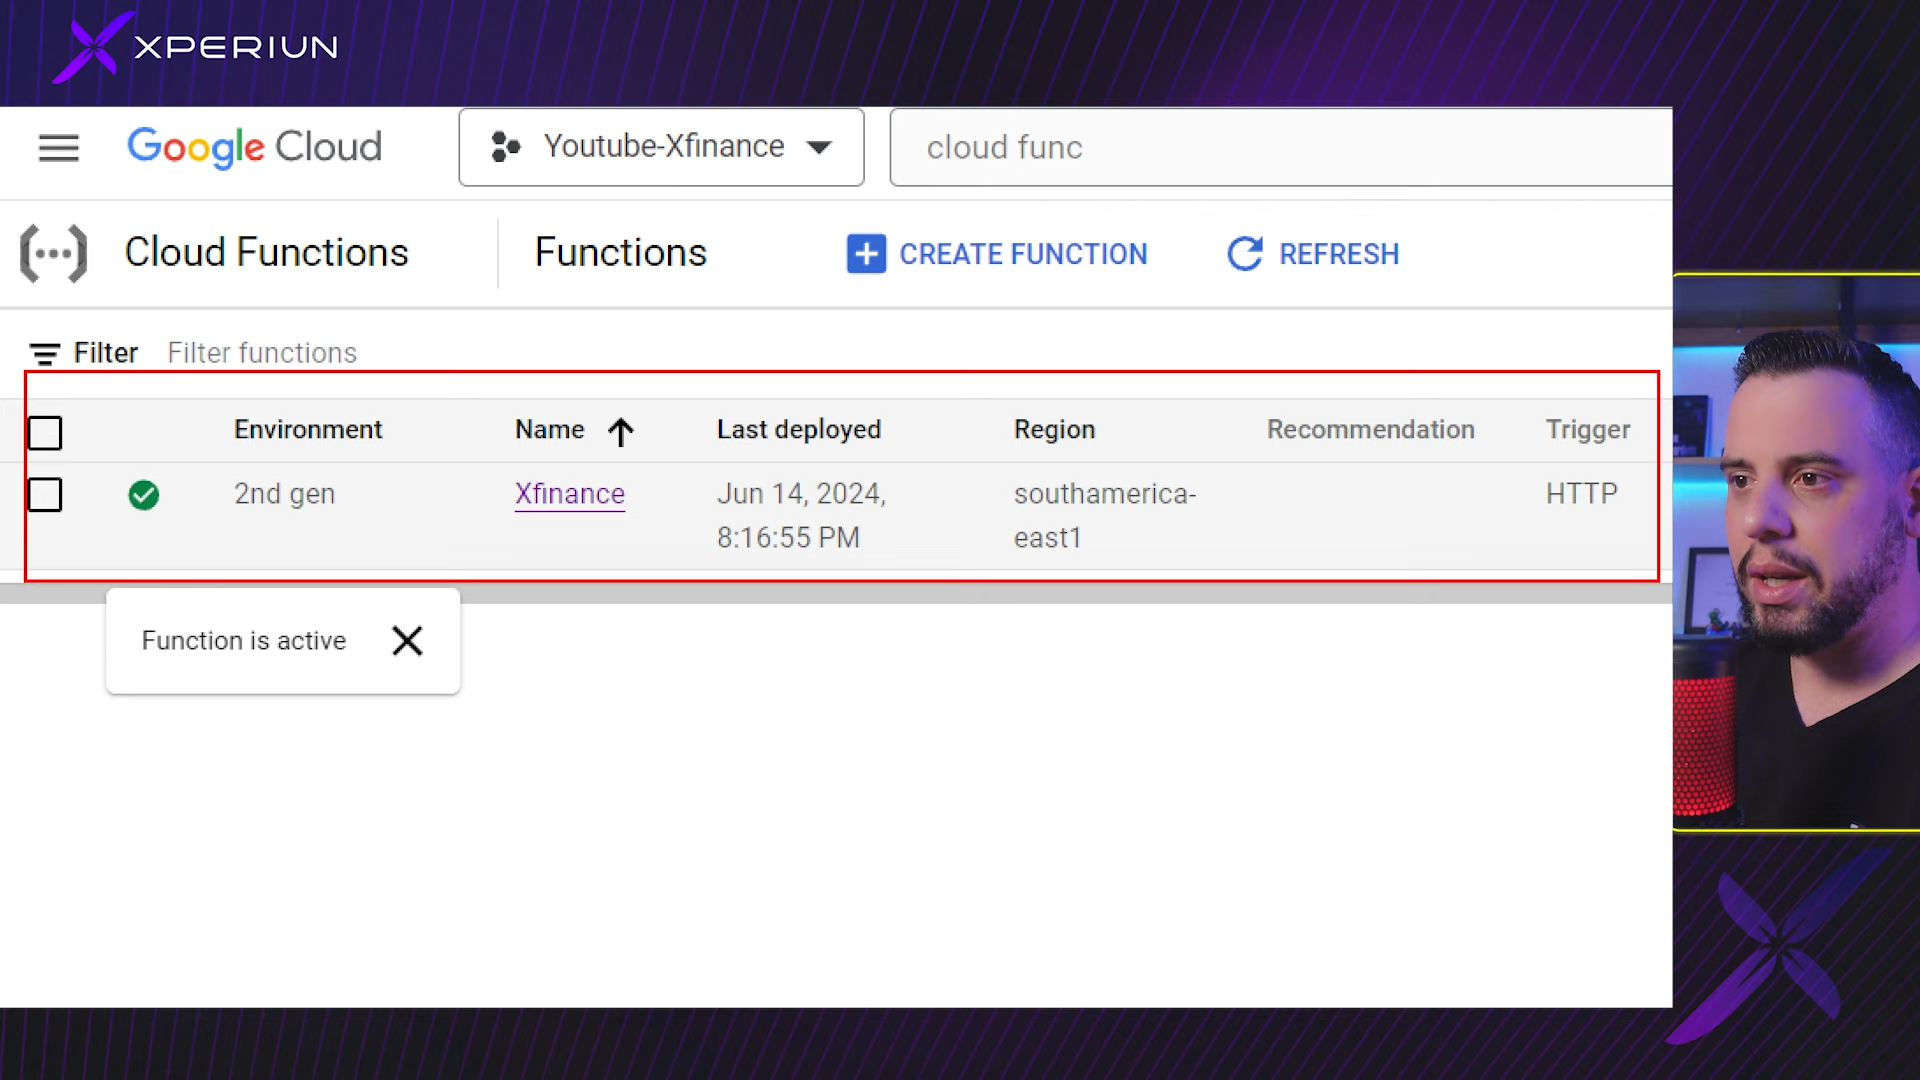 XPERIUN
Google Cloud
Youtube-Xfinance
cloud func
Cloud Functions
Functions
CREATE FUNCTION
REFRESH
Filter Filter functions
Environment Name Last deployed Region Recommendation Trigger
2nd gen Xfinance Jun 14, 2024, southamerica- HTTP
8:16:55 PM east1
Function is active